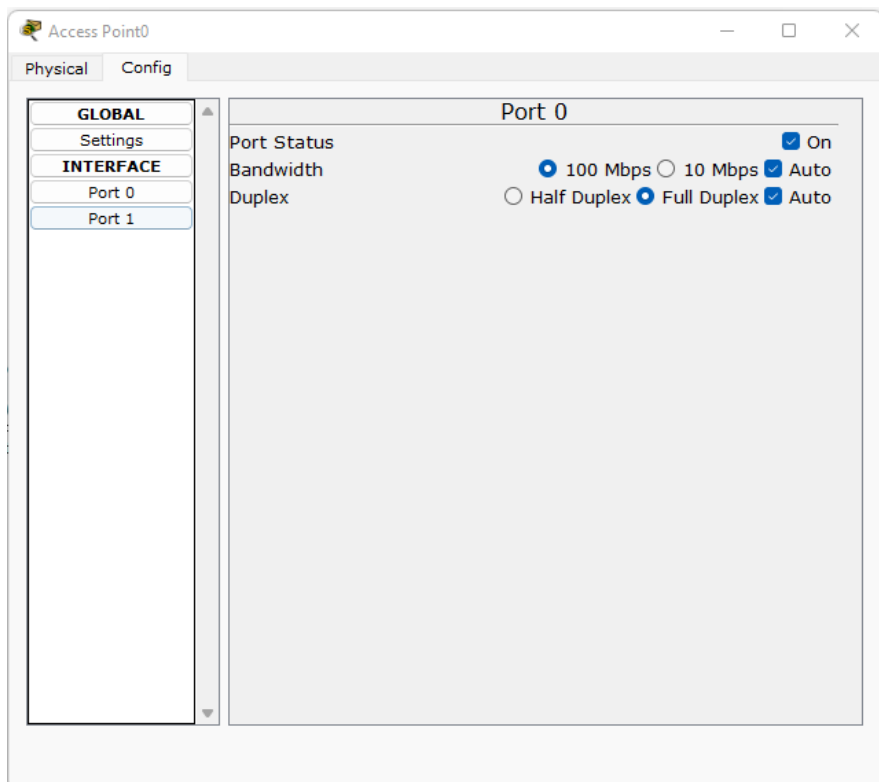 Access Point0
Physical Config
GLOBAL
Settings
INTERFACE
Port 0
Port 1
Port 0
Port Status On
Bandwidth 100 Mbps 10 Mbps Auto
Duplex Half Duplex Full Duplex Auto